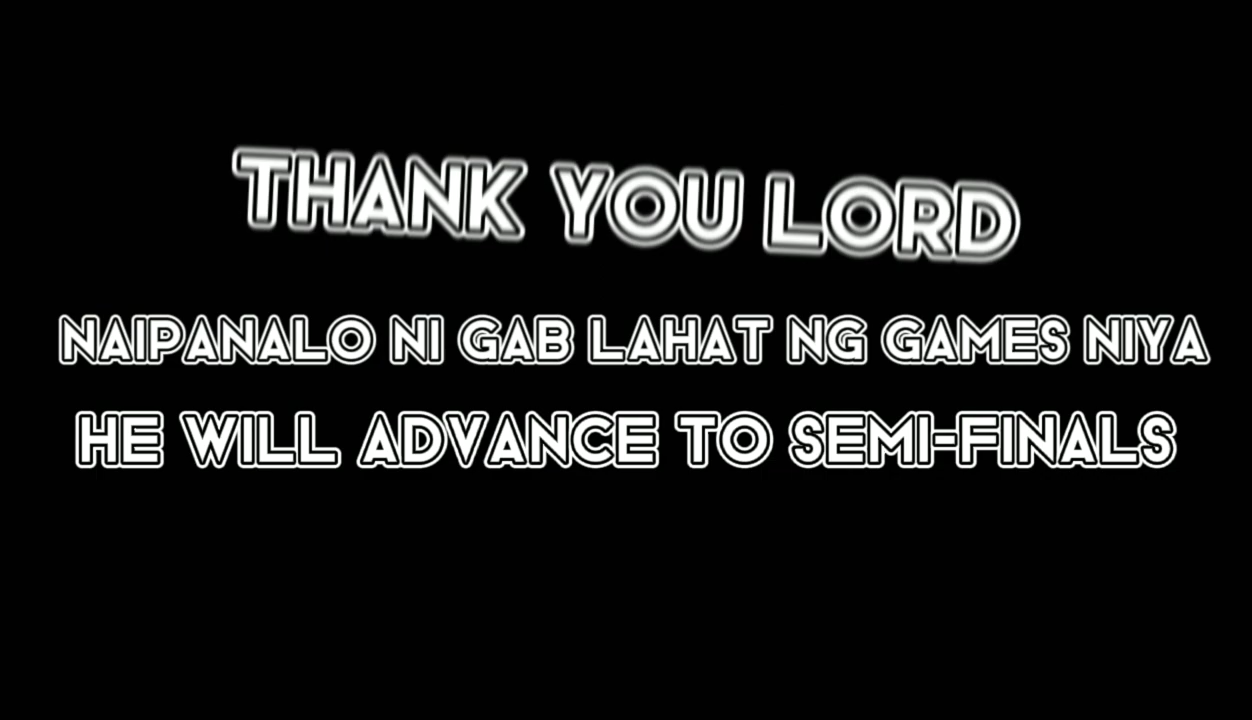 THANK YOU LORD
NAIPANALO NI GAB LAHAT NG GAMES NIYA
HE WILL ADVANCE TO SEMI-FINALS